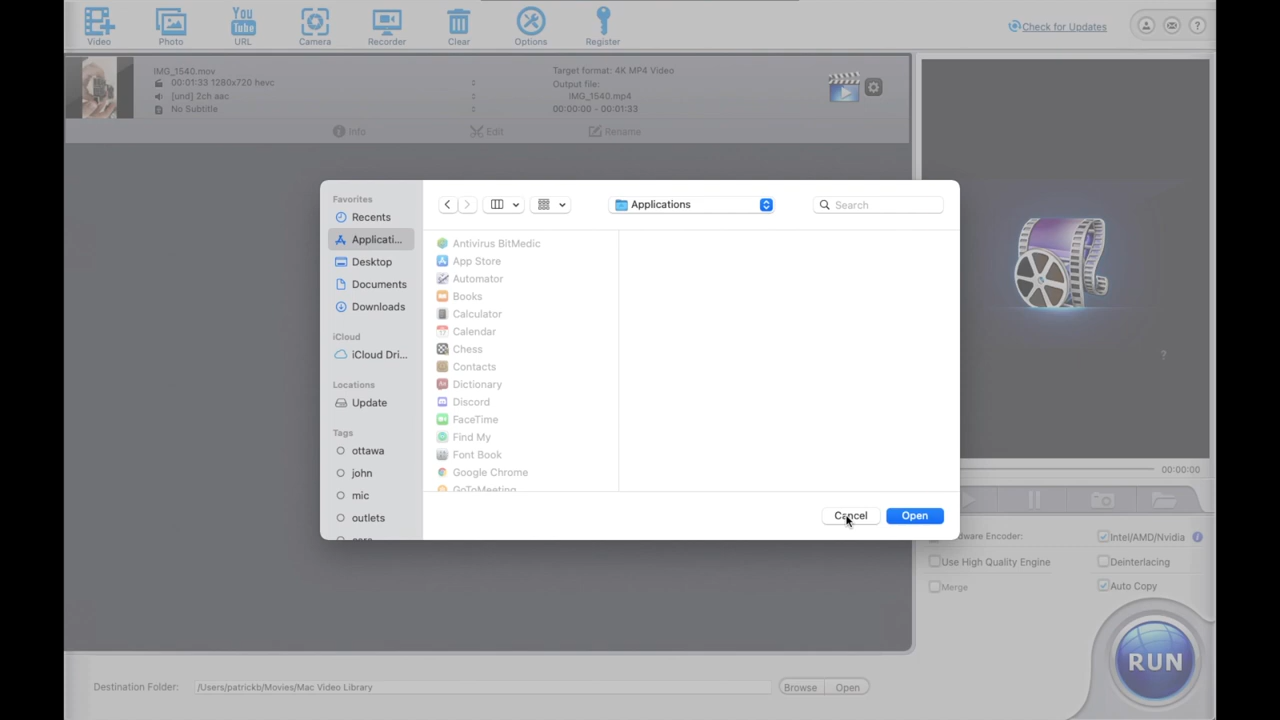 Video
Photo
You
Tube
URL
Camera
Recorder
Clear
Options
Register
Check for Updates
?
IMG_1540.mov
00:01:33 1280x720 hevc
[und] 2ch aac
No Subtitle
Target format: 4K MP4 Video
Output file:
IMG_1540.mp4
00:00:00 - 00:01:33
Info
Edit
Rename
Favorites
Recents
Applicati...
Desktop
Documents
Downloads
iCloud
iCloud Dri...
Locations
Update
Tags
ottawa
john
mic
outlets
Applications
Search
Antivirus BitMedic
App Store
Automator
Books
Calculator
Calendar
Chess
Contacts
Dictionary
Discord
FaceTime
Find My
Font Book
Google Chrome
GoToMeeting
Cancel
Open
?
00:00:00
ware Encoder:
Intel/AMD/Nvidia
Use High Quality Engine
Deinterlacing
Merge
Auto Copy
RUN
Destination Folder:
/Users/patrickb/Movies/Mac Video Library
Browse
Open